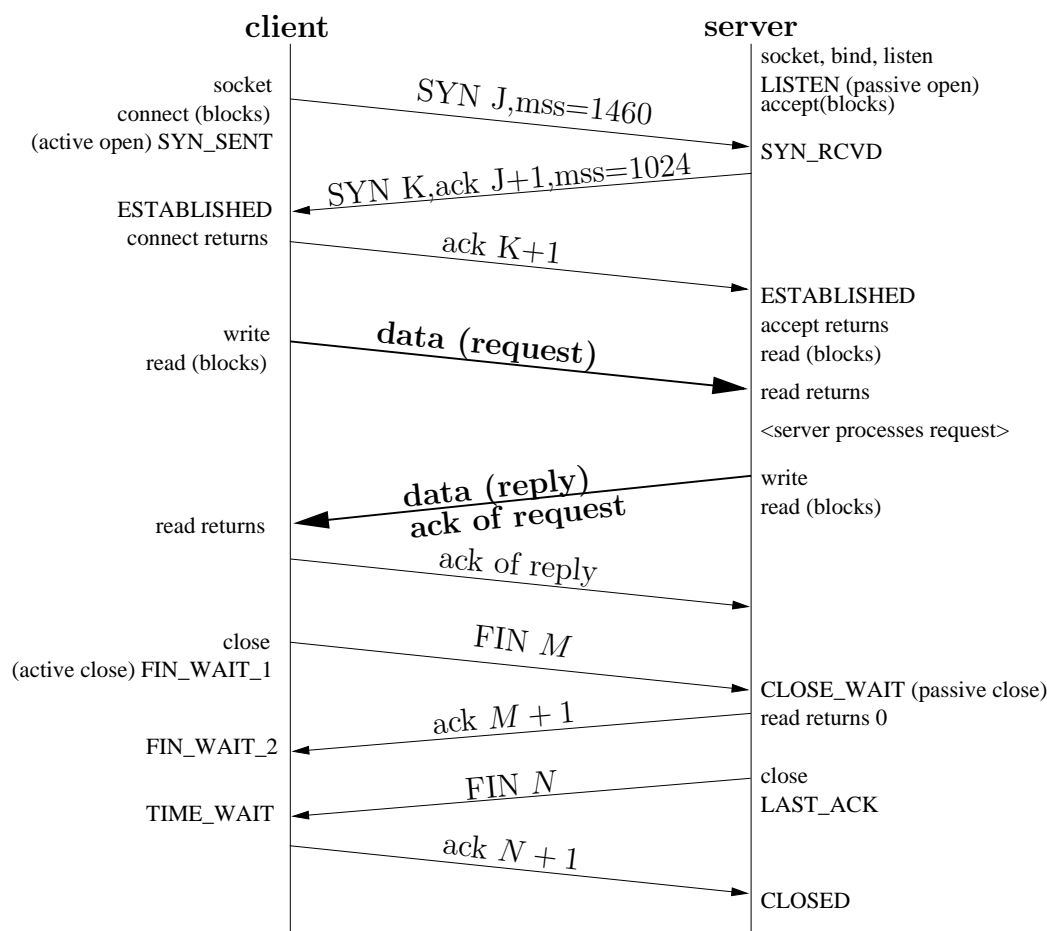 client
server
socket, bind, listen
LISTEN (passive open)
accept(blocks)
socket
connect (blocks)
(active open) SYN_SENT
SYN J,mss=1460
SYN_RCVD
SYN K,ack J+1,mss=1024
ESTABLISHED
connect returns
ack K+1
ESTABLISHED
accept returns
read (blocks)
write
read (blocks)
data (request)
read returns
<server processes request>
write
read (blocks)
data (reply)
ack of request
read returns
ack of reply
close
(active close) FIN_WAIT_1
FIN M
CLOSE_WAIT (passive close)
read returns 0
ack M + 1
FIN_WAIT_2
close
LAST_ACK
FIN N
TIME_WAIT
ack N + 1
CLOSED